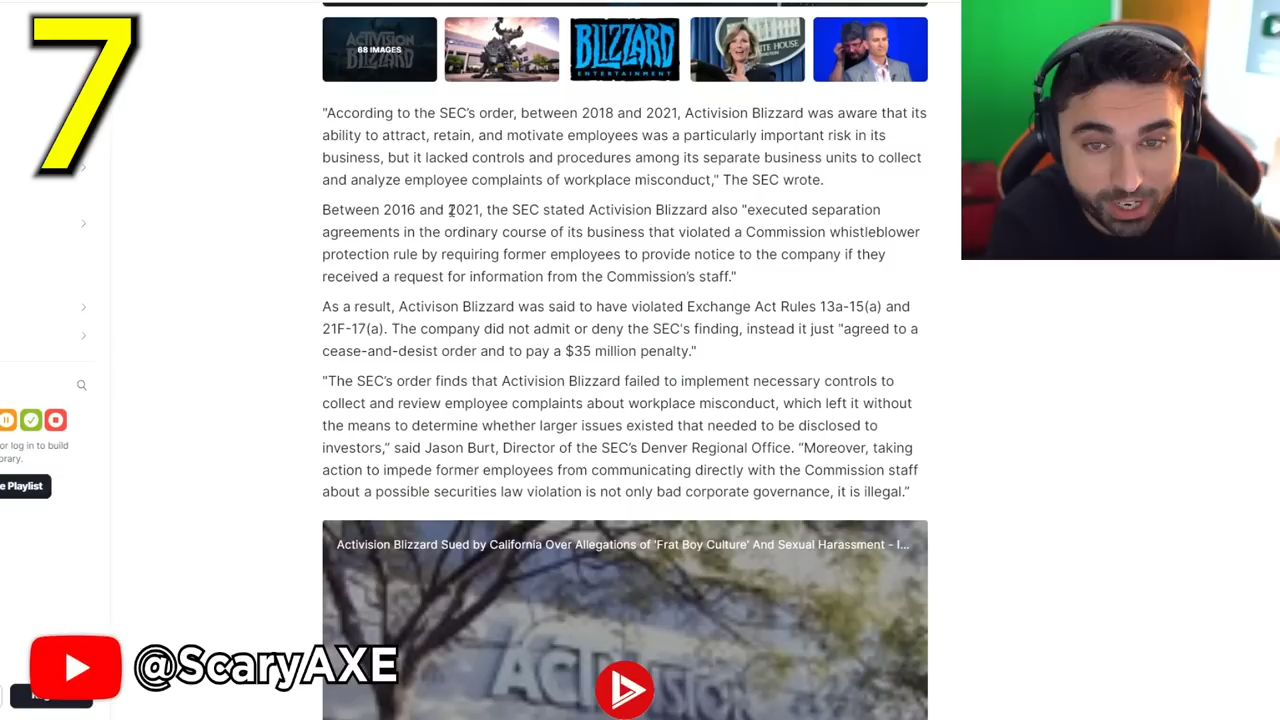 7
ACTIVISION
BLIZZARD
68 IMAGES
BLIZZARD
ENTERTAINMENT
"According to the SEC’s order, between 2018 and 2021, Activision Blizzard was aware that its
ability to attract, retain, and motivate employees was a particularly important risk in its
business, but it lacked controls and procedures among its separate business units to collect
and analyze employee complaints of workplace misconduct," The SEC wrote.
Between 2016 and 2021, the SEC stated Activision Blizzard also "executed separation
agreements in the ordinary course of its business that violated a Commission whistleblower
protection rule by requiring former employees to provide notice to the company if they
received a request for information from the Commission’s staff."
As a result, Activison Blizzard was said to have violated Exchange Act Rules 13a-15(a) and
21F-17(a). The company did not admit or deny the SEC's finding, instead it just "agreed to a
cease-and-desist order and to pay a $35 million penalty."
"The SEC’s order finds that Activision Blizzard failed to implement necessary controls to
collect and review employee complaints about workplace misconduct, which left it without
the means to determine whether larger issues existed that needed to be disclosed to
investors,” said Jason Burt, Director of the SEC’s Denver Regional Office. “Moreover, taking
action to impede former employees from communicating directly with the Commission staff
about a possible securities law violation is not only bad corporate governance, it is illegal.”
or log in to build
rary.
e Playlist
Activision Blizzard Sued by California Over Allegations of 'Frat Boy Culture' And Sexual Harassment - I...
ACTIVISION
@ScaryAXE